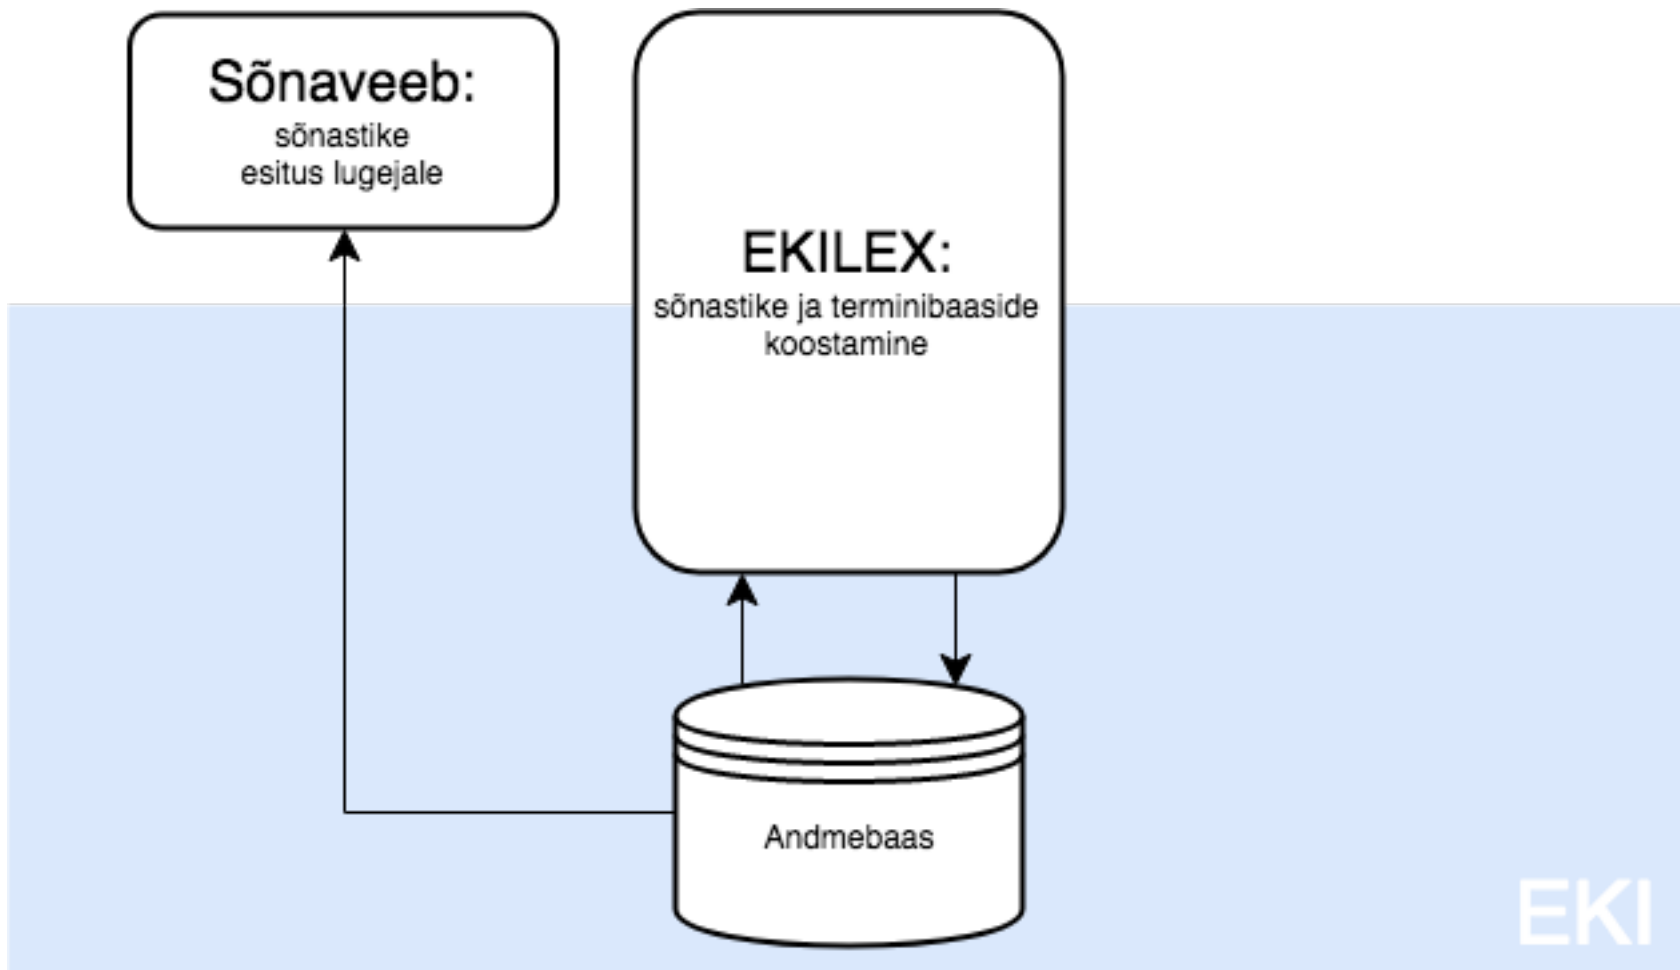 Sõnaveeb:
sõnastike
esitus lugejale
EKILEX:
sõnastike ja terminibaaside
koostamine
Andmebaas
EKI